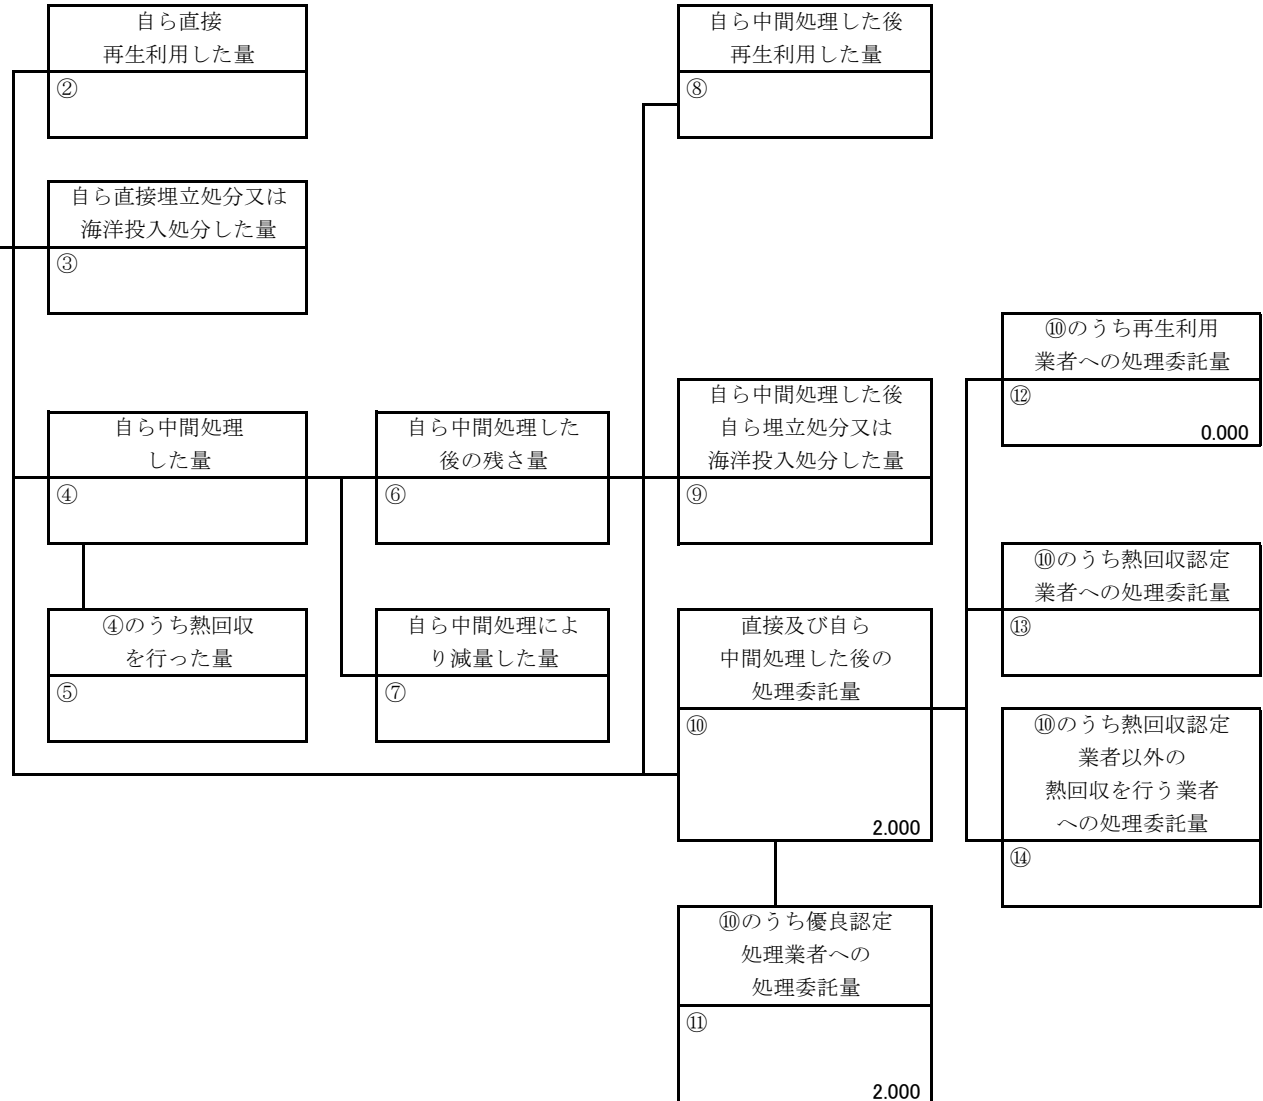 自ら直接
再生利用した量
②
自ら中間処理した後
再生利用した量
⑧
自ら直接埋立処分又は
海洋投入処分した量
③
⑩のうち再生利用
業者への処理委託量
⑫
0.000
自ら中間処理
した量
④
自ら中間処理した
後の残さ量
⑥
自ら中間処理した後
自ら埋立処分又は
海洋投入処分した量
⑨
⑩のうち熱回収認定
業者への処理委託量
⑬
④のうち熱回収
を行った量
⑤
自ら中間処理によ
り減量した量
⑦
直接及び自ら
中間処理した後の
処理委託量
⑩
2.000
⑩のうち熱回収認定
業者以外の
熱回収を行う業者
への処理委託量
⑭
⑩のうち優良認定
処理業者への
処理委託量
⑪
2.000